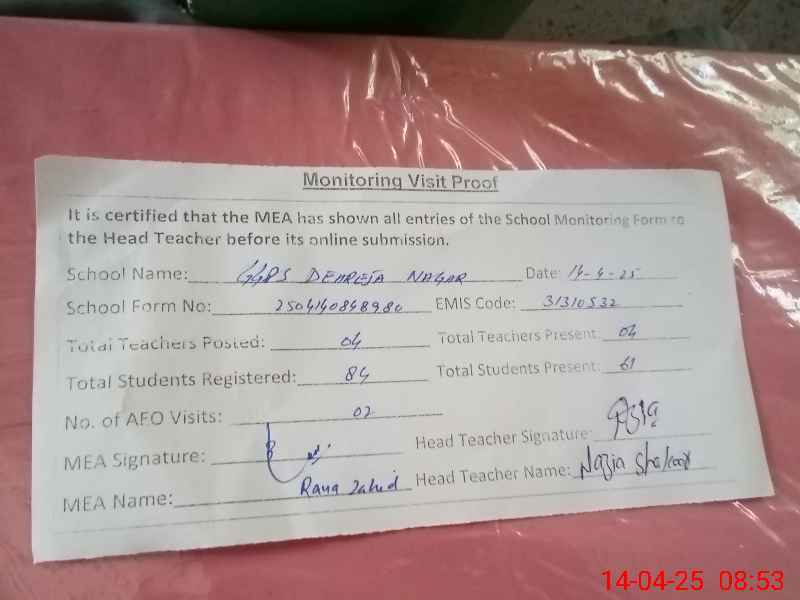 Monitoring Visit Proof
It is certified that the MEA has shown all entries of the School Monitoring Form to
the Head Teacher before its online submission.
School Name: GGPS DEHREJA NAGAR Date: 14-4-25
School Form No: 250414084898​0 EMIS Code: 31310532
Total Teachers Posted: 04 Total Teachers Present: 04
Total Students Registered: 84 Total Students Present: 61
No. of AEO Visits: 02
MEA Signature: Head Teacher Signature:
MEA Name: Rana Zahid Head Teacher Name: Nazia Shakoor
14-04-25 08:53